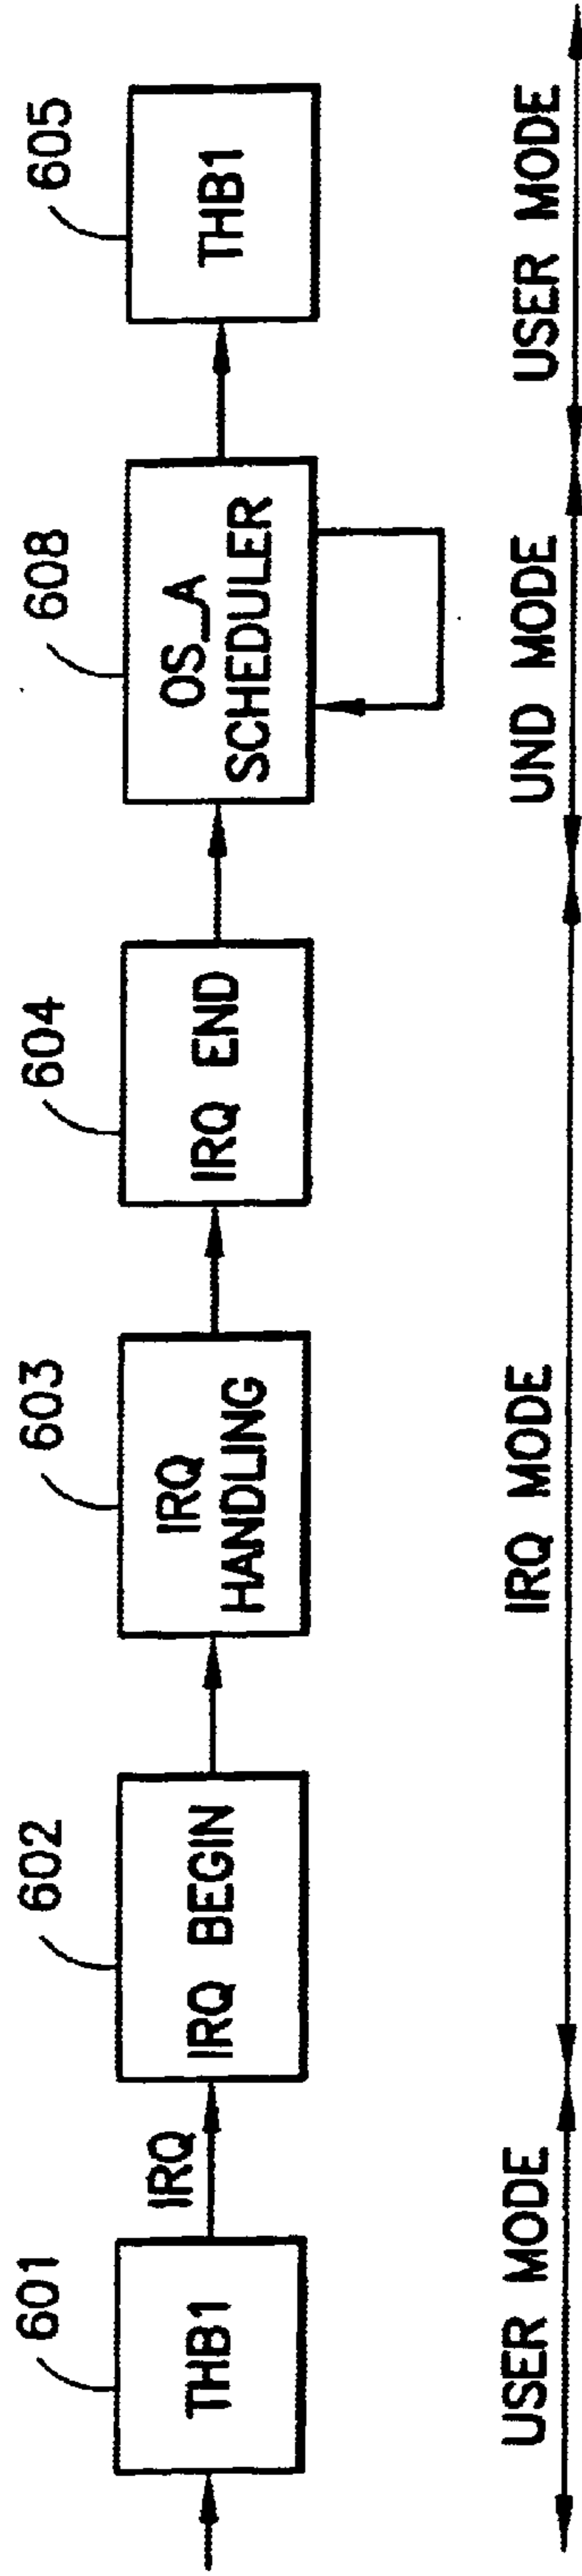 601
THB1
IRQ
602
IRQ BEGIN
603
IRQ
HANDLING
604
IRQ END
608
OS_A
SCHEDULER
605
THB1
USER MODE
IRQ MODE
UND MODE
USER MODE